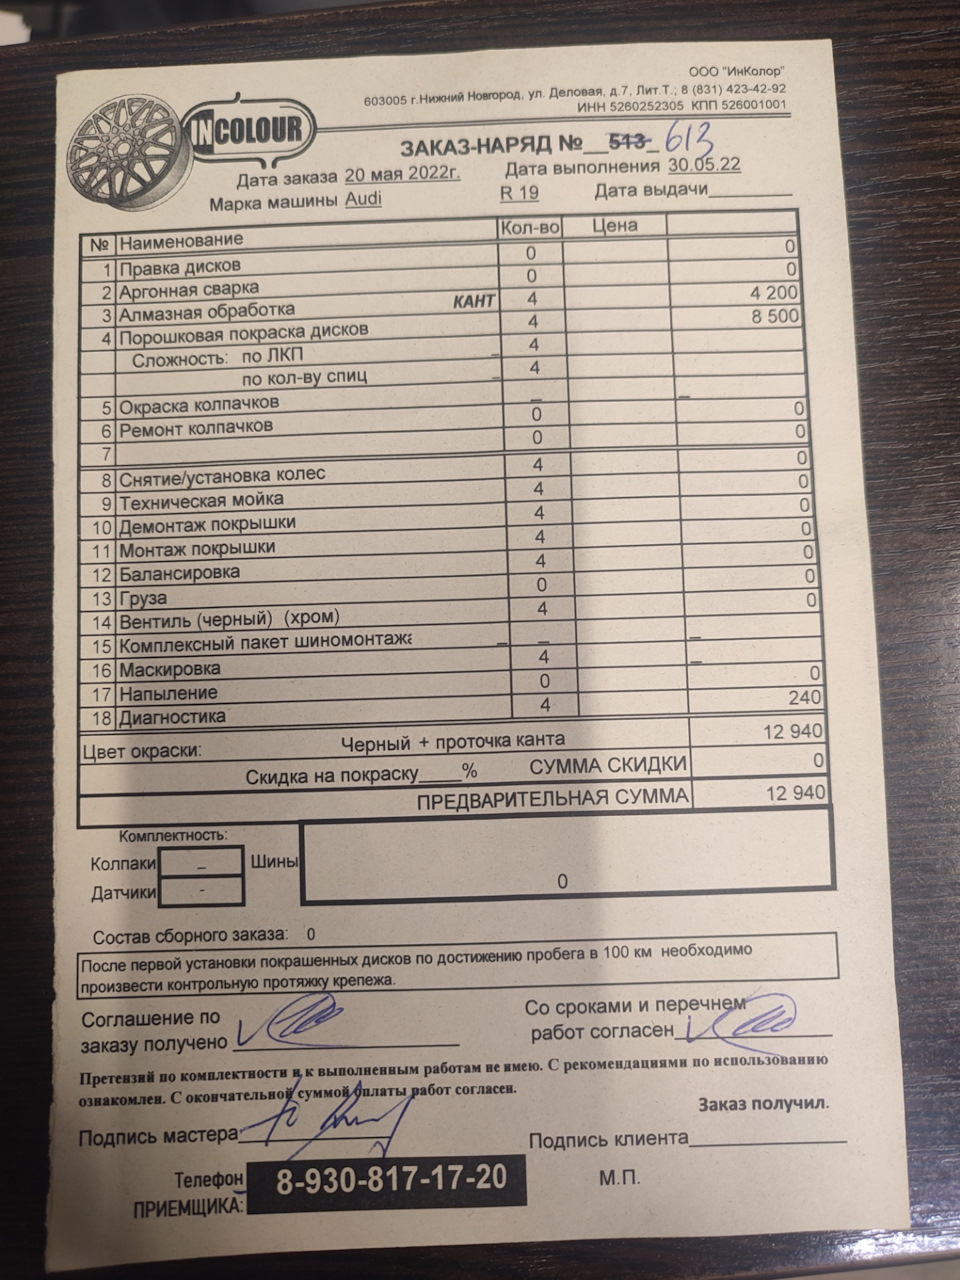 ООО "ИнКолор"
603005 г.Нижний Новгород, ул. Деловая, д.7, Лит.Т.; 8 (831) 423-42-92
ИНН 5260252305 КПП 526001001
INCOLOUR
ЗАКАЗ-НАРЯД № 513 613
Дата заказа 20 мая 2022г. Дата выполнения 30.05.22
Марка машины Audi R 19 Дата выдачи
№ Наименование Кол-во Цена
1 Правка дисков 0 0
2 Аргонная сварка 0 0
3 Алмазная обработка КАНТ 4 4 200
4 Порошковая покраска дисков 4 8 500
Сложность: по ЛКП _ 4
по кол-ву спиц _ 4
5 Окраска колпачков _ _
6 Ремонт колпачков 0 0
7 0 0
8 Снятие/установка колес 4 0
9 Техническая мойка 4 0
10 Демонтаж покрышки 4 0
11 Монтаж покрышки 4 0
12 Балансировка 4 0
13 Груза 0 0
14 Вентиль (черный) (хром) 4 0
15 Комплексный пакет шиномонтажа _ _ _
16 Маскировка 4 _
17 Напыление 0 0
18 Диагностика 4 240
Цвет окраски: Черный + проточка канта 12 940
Скидка на покраску____% СУММА СКИДКИ 0
ПРЕДВАРИТЕЛЬНАЯ СУММА 12 940
Комплектность:
Колпаки _ Шины
Датчики - 0
Состав сборного заказа: 0
После первой установки покрашенных дисков по достижению пробега в 100 км необходимо
произвести контрольную протяжку крепежа.
Соглашение по Со сроками и перечнем
заказу получено работ согласен
Претензий по комплектности и к выполненным работам не имею. С рекомендациями по использованию
ознакомлен. С окончательной суммой оплаты работ согласен.
Заказ получил.
Подпись мастера Подпись клиента
Телефон 8-930-817-17-20 М.П.
ПРИЕМЩИКА: